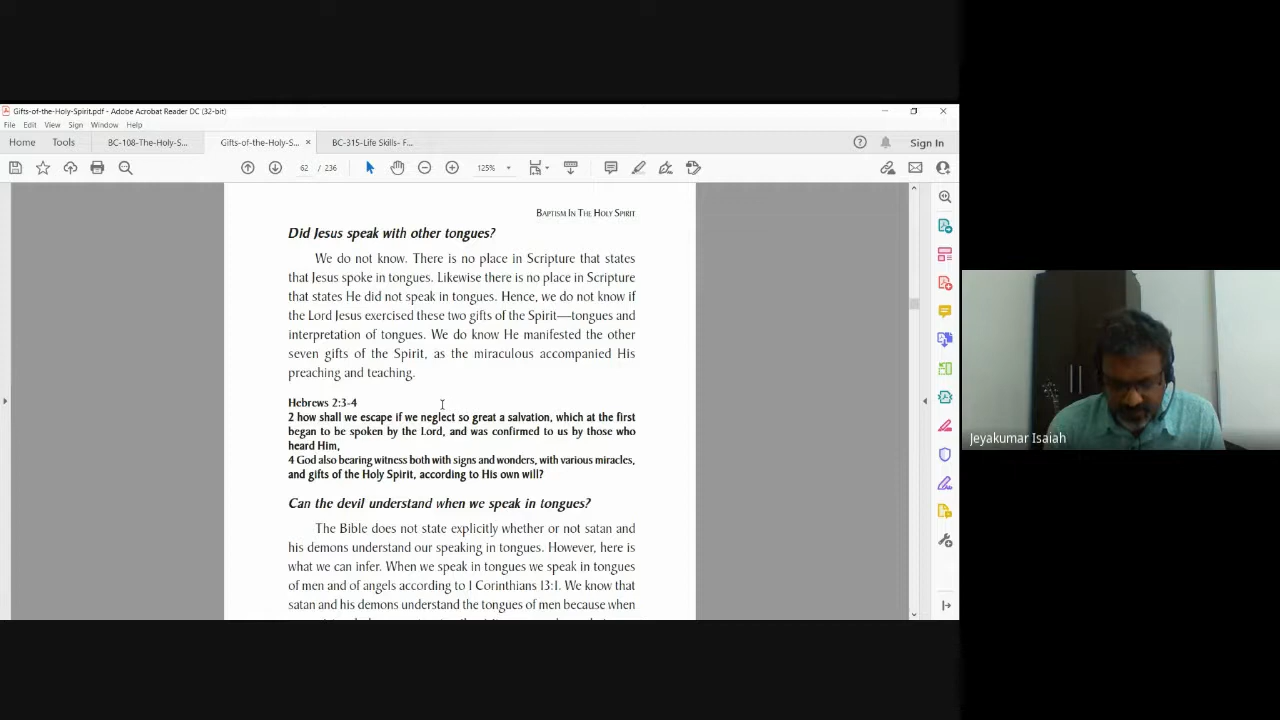 Gifts-of-the-Holy-Spirit.pdf - Adobe Acrobat Reader DC (32-bit)
File Edit View Sign Window Help
Home Tools BC-108-The-Holy-S... Gifts-of-the-Holy-S... × BC-315-Life Skills- F... Sign In
62 / 236 125%
BAPTISM IN THE HOLY SPIRIT
Did Jesus speak with other tongues?
We do not know. There is no place in Scripture that states
that Jesus spoke in tongues. Likewise there is no place in Scripture
that states He did not speak in tongues. Hence, we do not know if
the Lord Jesus exercised these two gifts of the Spirit—tongues and
interpretation of tongues. We do know He manifested the other
seven gifts of the Spirit, as the miraculous accompanied His
preaching and teaching.
Hebrews 2:3-4
2 how shall we escape if we neglect so great a salvation, which at the first
began to be spoken by the Lord, and was confirmed to us by those who
heard Him,
4 God also bearing witness both with signs and wonders, with various miracles,
and gifts of the Holy Spirit, according to His own will?
Can the devil understand when we speak in tongues?
The Bible does not state explicitly whether or not satan and
his demons understand our speaking in tongues. However, here is
what we can infer. When we speak in tongues we speak in tongues
of men and of angels according to 1 Corinthians 13:1. We know that
satan and his demons understand the tongues of men because when
Jeyakumar Isaiah